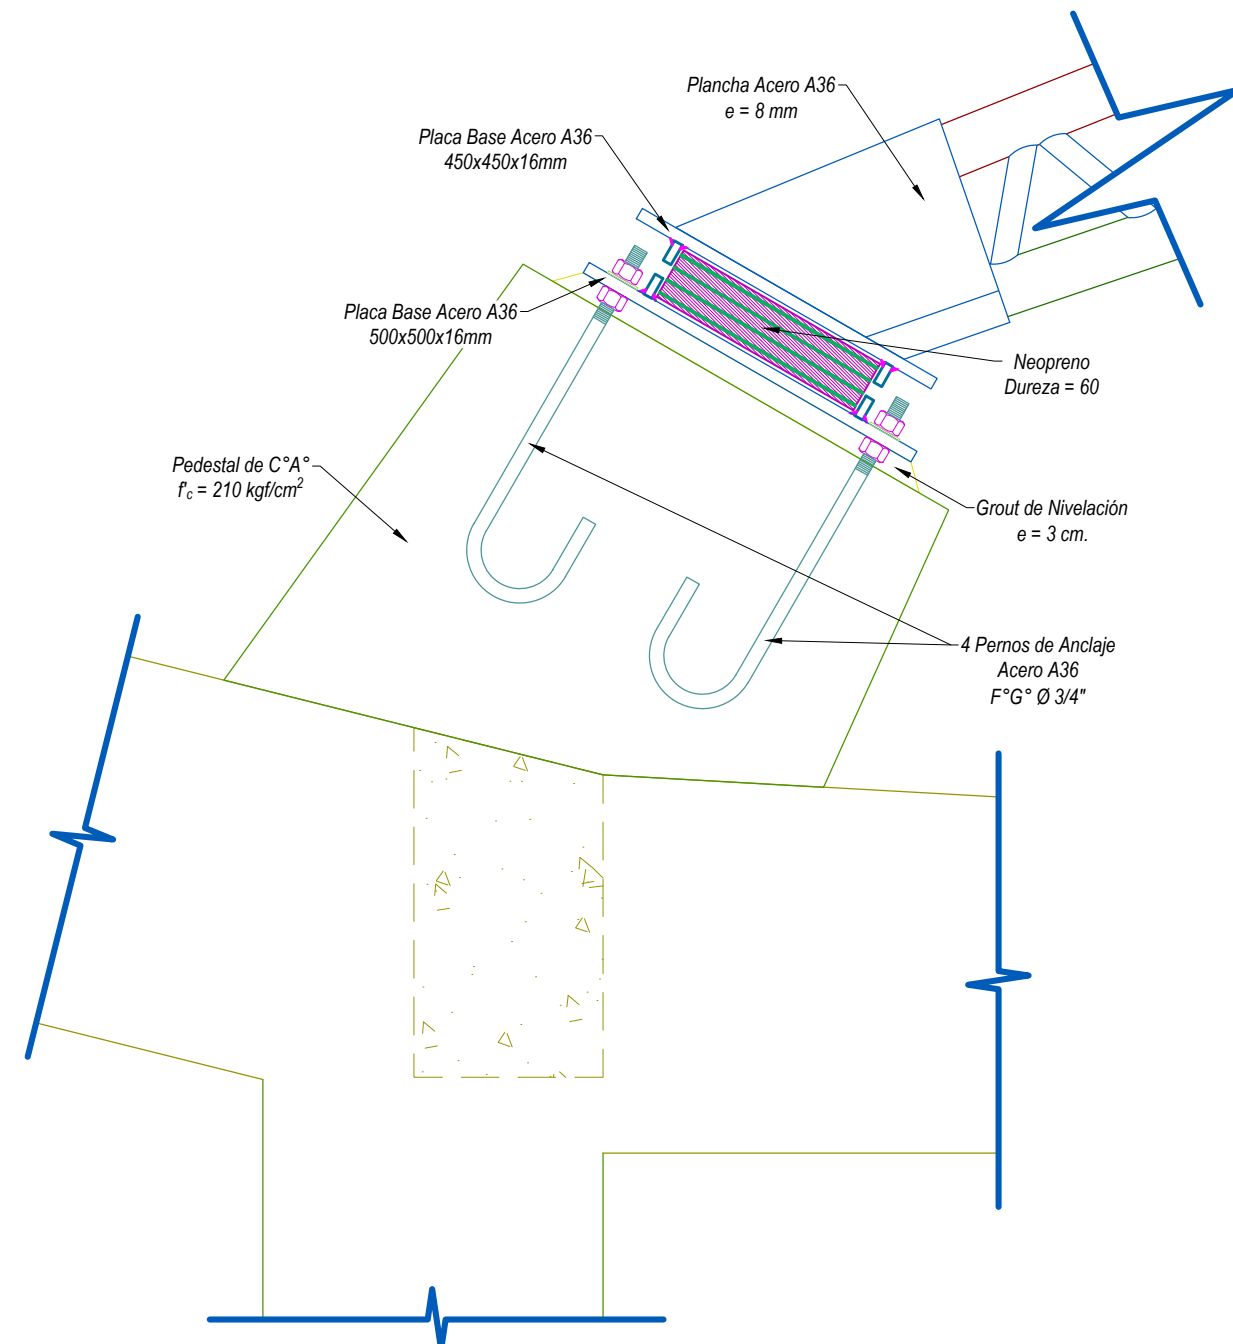 Plancha Acero A36
e = 8 mm
Placa Base Acero A36
450x450x16mm
Placa Base Acero A36
500x500x16mm
Neopreno
Dureza = 60
Pedestal de C°A°
f'c = 210 kgf/cm²
Grout de Nivelación
e = 3 cm.
4 Pernos de Anclaje
Acero A36
F°G° Ø 3/4"